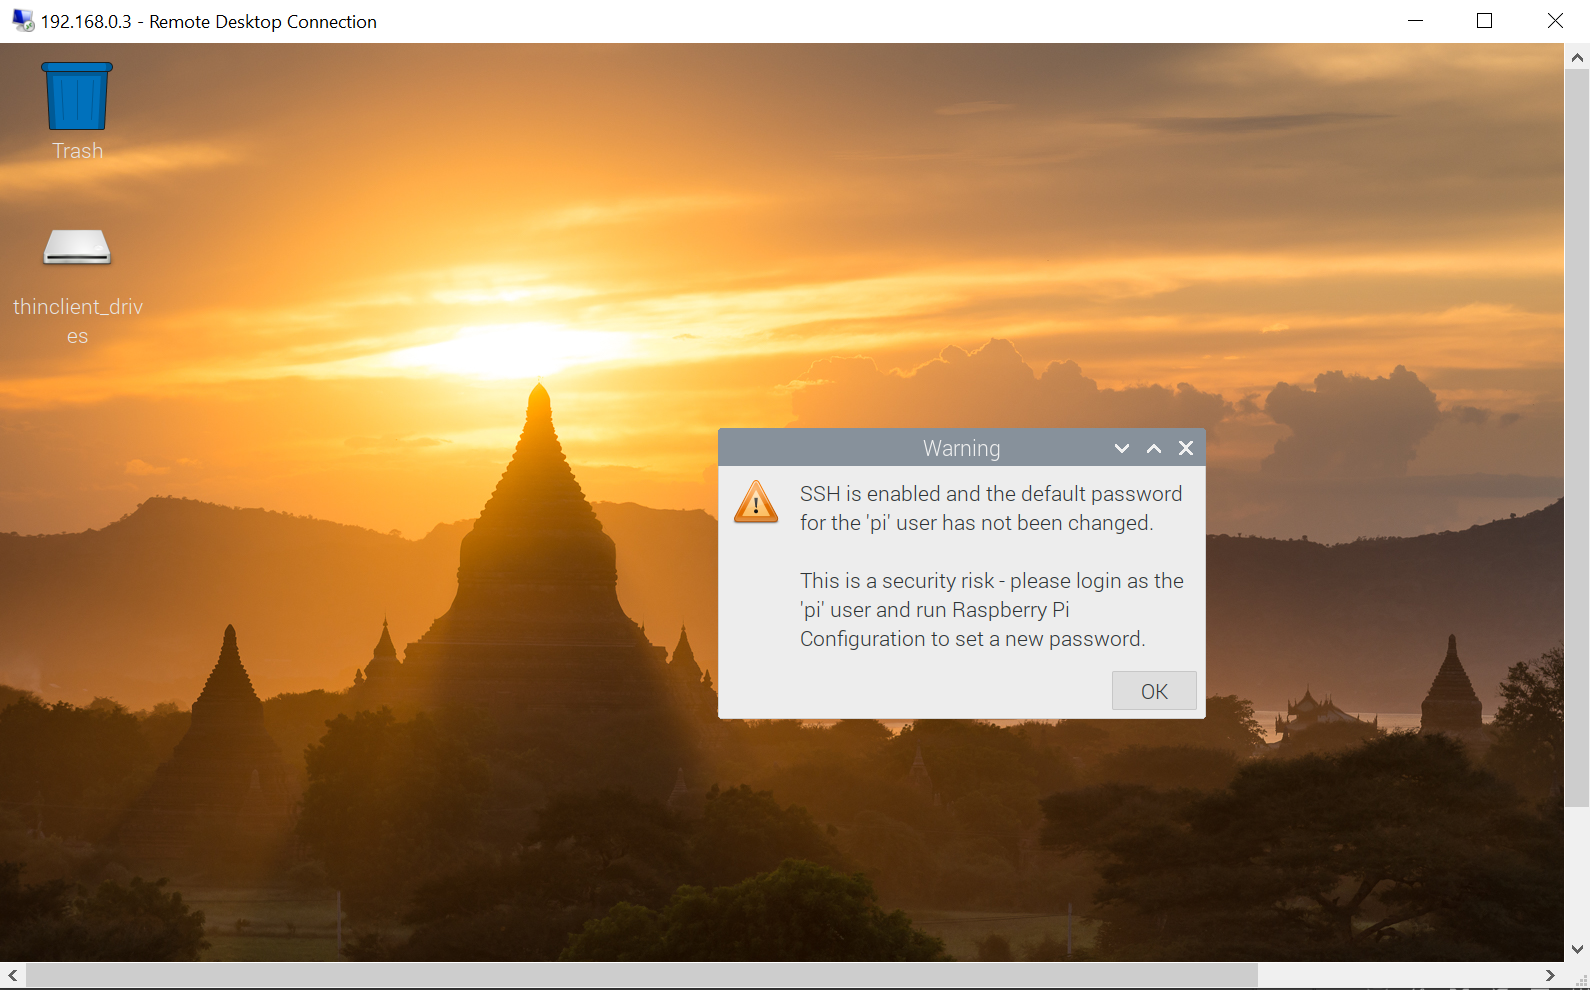 192.168.0.3 - Remote Desktop Connection
Trash
thinclient_driv
es
Warning
SSH is enabled and the default password
for the 'pi' user has not been changed.
This is a security risk - please login as the
'pi' user and run Raspberry Pi
Configuration to set a new password.
OK